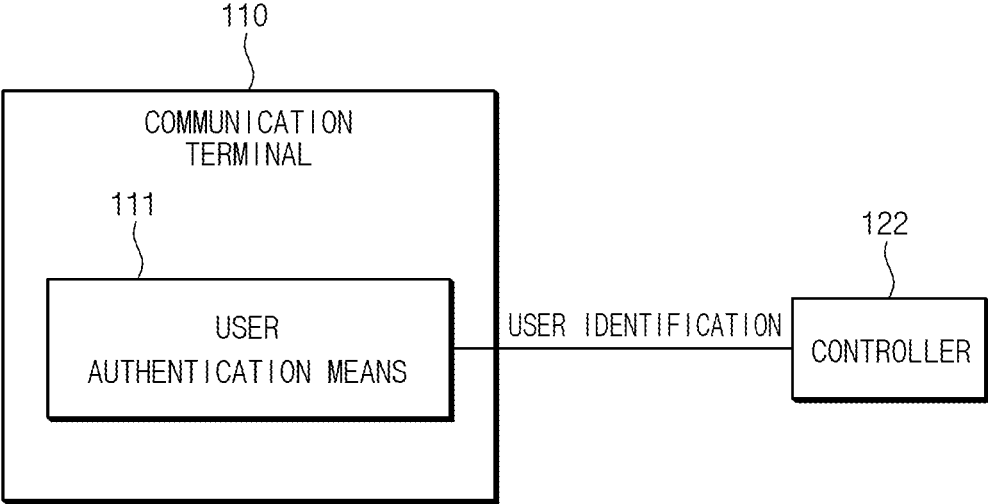 110
COMMUNICATION
TERMINAL
111
USER
AUTHENTICATION MEANS
USER IDENTIFICATION
122
CONTROLLER